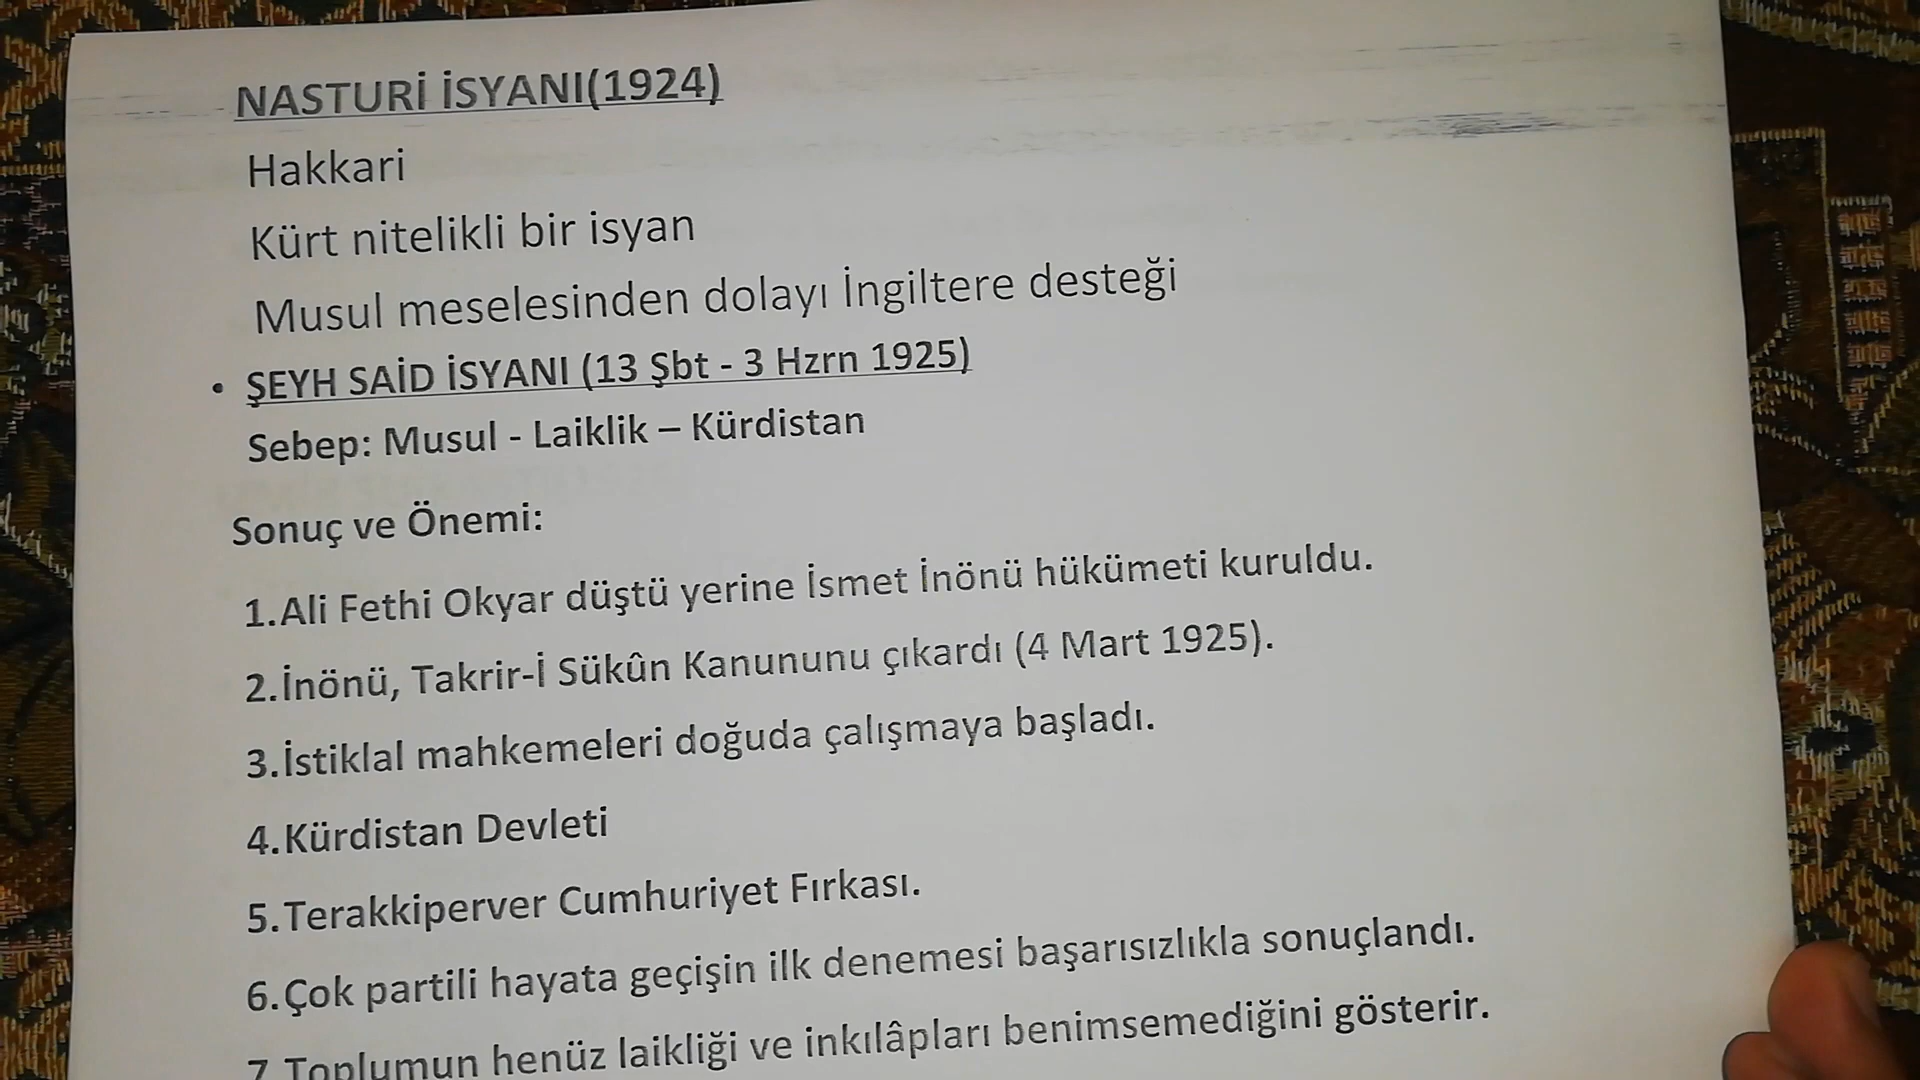 NASTURİ İSYANI(1924)
Hakkari
Kürt nitelikli bir isyan
Musul meselesinden dolayı İngiltere desteği
• ŞEYH SAİD İSYANI (13 Şbt - 3 Hzrn 1925)
Sebep: Musul - Laiklik – Kürdistan
Sonuç ve Önemi:
1.Ali Fethi Okyar düştü yerine İsmet İnönü hükümeti kuruldu.
2.İnönü, Takrir-İ Sükûn Kanununu çıkardı (4 Mart 1925).
3.İstiklal mahkemeleri doğuda çalışmaya başladı.
4.Kürdistan Devleti
5.Terakkiperver Cumhuriyet Fırkası.
6.Çok partili hayata geçişin ilk denemesi başarısızlıkla sonuçlandı.
7 Toplumun henüz laikliği ve inkılâpları benimsemediğini gösterir.